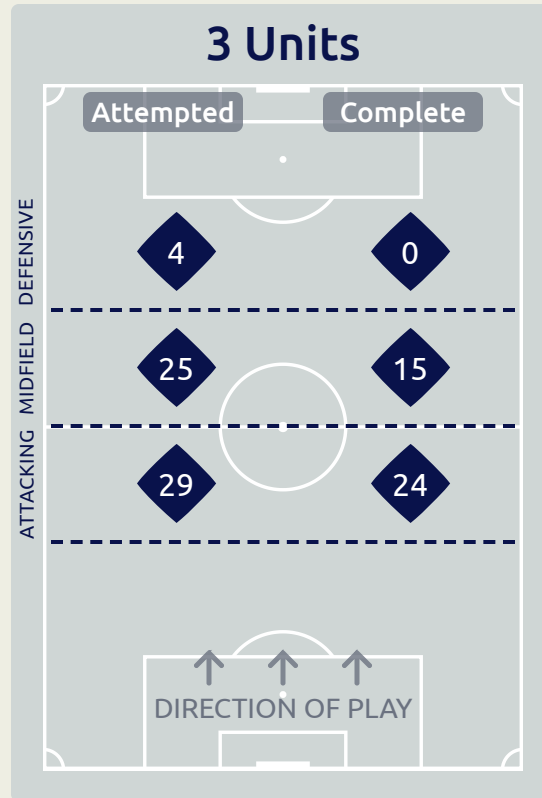 3 Units
Attempted
Complete
DEFENSIVE
4
0
MIDFIELD
25
15
ATTACKING
29
24
DIRECTION OF PLAY